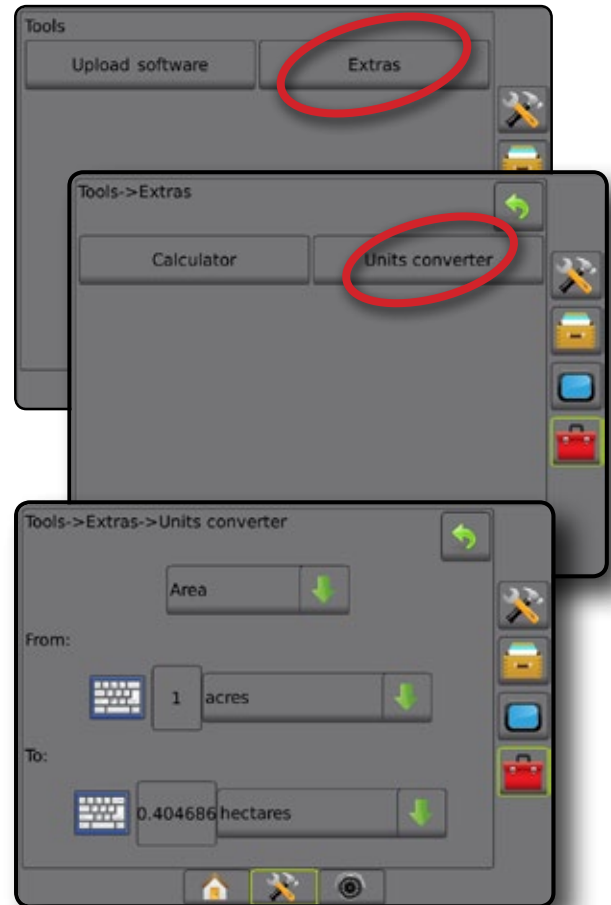 Tools
Upload software Extras
Tools->Extras
Calculator Units converter
Tools->Extras->Units converter
Area
From:
1 acres
To:
0.404686 hectares